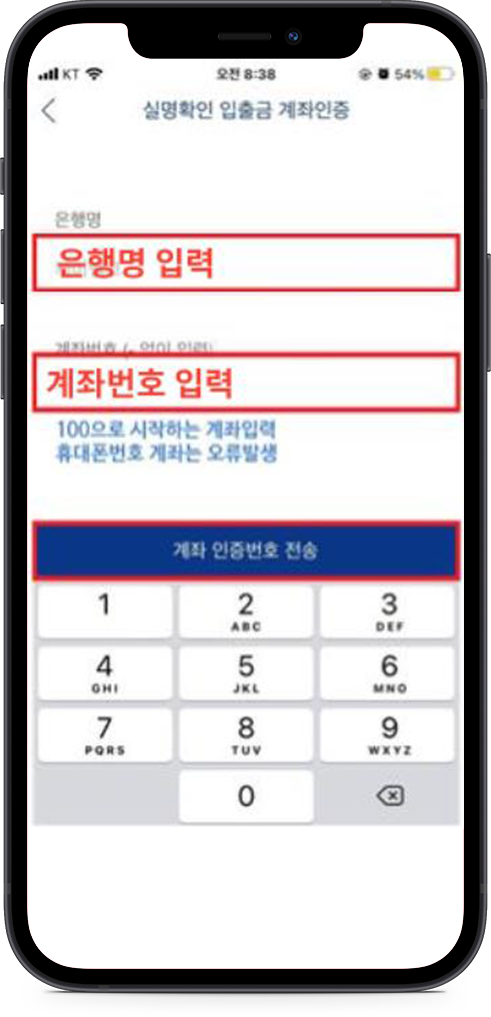 KT
오전 8:38
54%
실명확인 입출금 계좌인증
은행명
은행명 입력
계좌번호 (- 없이 입력)
계좌번호 입력
100으로 시작하는 계좌입력
휴대폰번호 계좌는 오류발생
계좌 인증번호 전송
1
2
ABC
3
DEF
4
GHI
5
JKL
6
MNO
7
PQRS
8
TUV
9
WXYZ
0